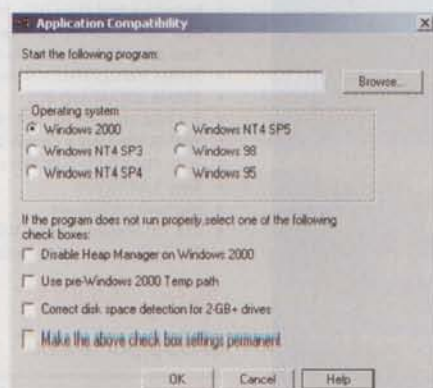 Application Compatibility
Start the following program:
Browse...
Operating system
Windows 2000
Windows NT4 SP5
Windows NT4 SP3
Windows 98
Windows NT4 SP4
Windows 95
If the program does not run properly, select one of the following
check boxes:
Disable Heap Manager on Windows 2000
Use pre-Windows 2000 Temp path
Correct disk space detection for 2-GB+ drives
Make the above check box settings permanent
OK
Cancel
Help